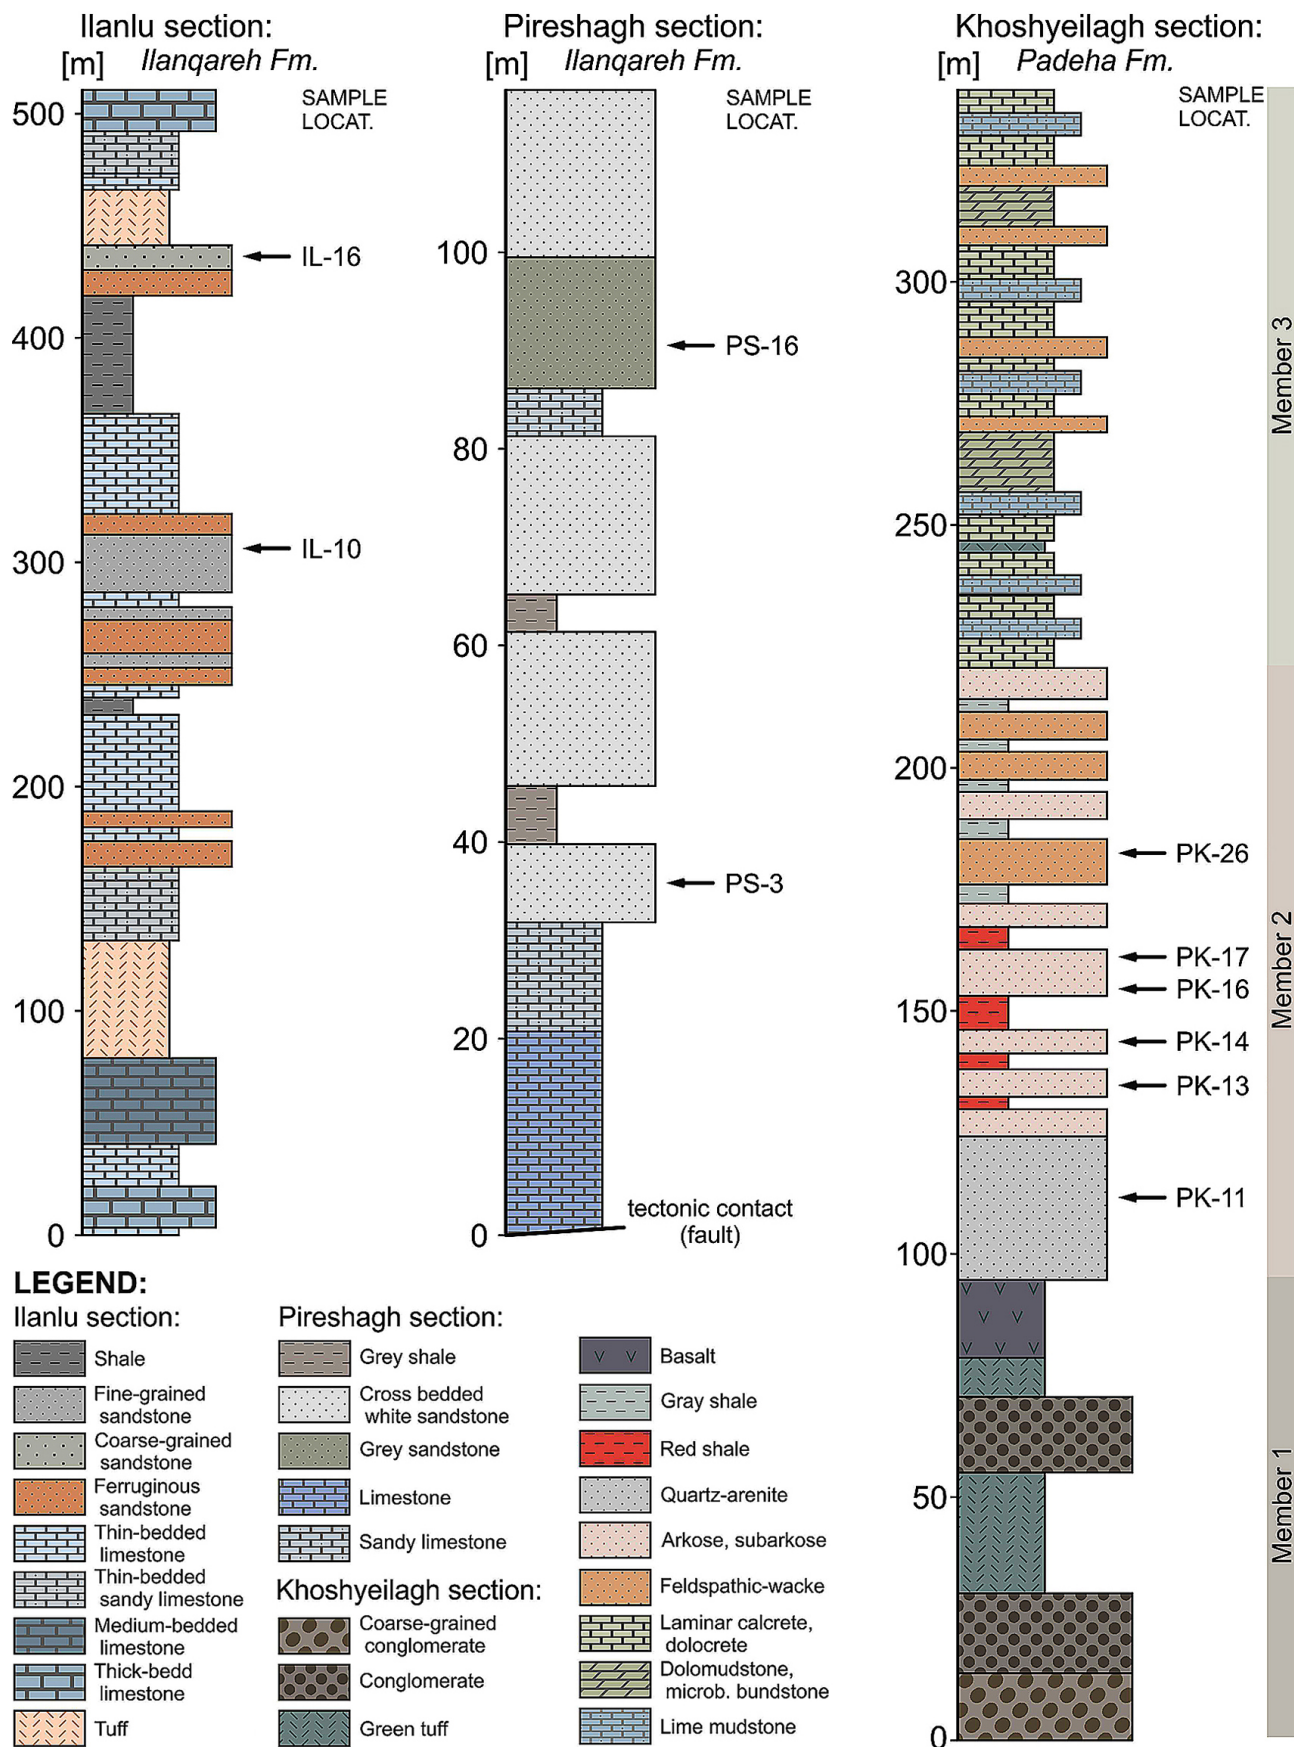 Ilanlu section:
Ilanqareh Fm.
[m]
SAMPLE
LOCAT.
500
400
300
200
100
0
IL-16
IL-10
Pireshagh section:
Ilanqareh Fm.
[m]
SAMPLE
LOCAT.
100
80
60
40
20
0
PS-16
PS-3
tectonic contact
(fault)
Khoshyeilagh section:
Padeha Fm.
[m]
SAMPLE
LOCAT.
300
250
200
150
100
50
0
PK-26
PK-17
PK-16
PK-14
PK-13
PK-11
Member 3
Member 2
Member 1
LEGEND:
Ilanlu section:
Shale
Fine-grained
sandstone
Coarse-grained
sandstone
Ferruginous
sandstone
Thin-bedded
limestone
Thin-bedded
sandy limestone
Medium-bedded
limestone
Thick-bedd
limestone
Tuff
Pireshagh section:
Grey shale
Cross bedded
white sandstone
Grey sandstone
Limestone
Sandy limestone
Khoshyeilagh section:
Coarse-grained
conglomerate
Conglomerate
Green tuff
Basalt
Gray shale
Red shale
Quartz-arenite
Arkose, subarkose
Feldspathic-wacke
Laminar calcrete,
dolocrete
Dolomudstone,
microb. bundstone
Lime mudstone